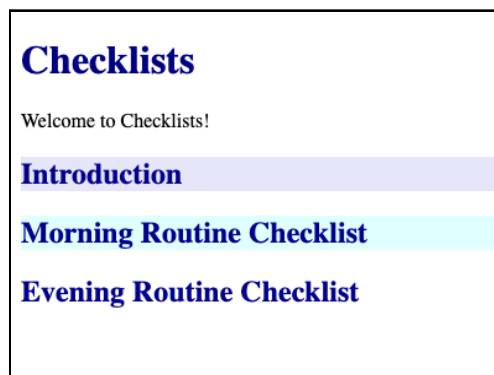 Checklists
Welcome to Checklists!
Introduction
Morning Routine Checklist
Evening Routine Checklist